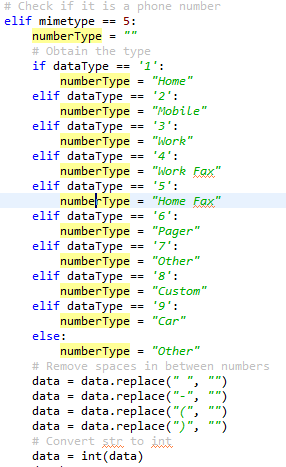 # Check if it is a phone number
elif mimetype == 5:
numberType = ""
# Obtain the type
if dataType == '1':
numberType = "Home"
elif dataType == '2':
numberType = "Mobile"
elif dataType == '3':
numberType = "Work"
elif dataType == '4':
numberType = "Work Fax"
elif dataType == '5':
numberType = "Home Fax"
elif dataType == '6':
numberType = "Pager"
elif dataType == '7':
numberType = "Other"
elif dataType == '8':
numberType = "Custom"
elif dataType == '9':
numberType = "Car"
else:
numberType = "Other"
# Remove spaces in between numbers
data = data.replace(" ", "")
data = data.replace("-", "")
data = data.replace("(", "")
data = data.replace(")", "")
# Convert str to int
data = int(data)